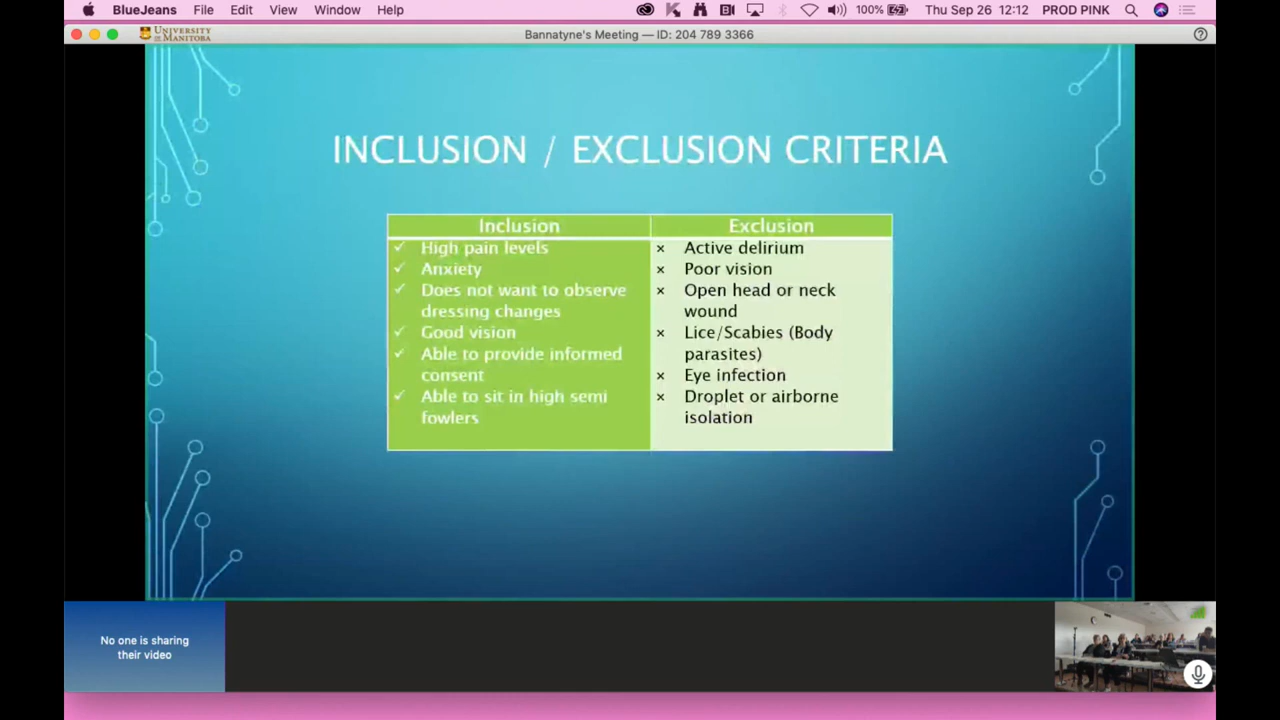 BlueJeans File Edit View Window Help 100% Thu Sep 26 12:12 PROD PINK
UNIVERSITY
OF MANITOBA
Bannatyne's Meeting — ID: 204 789 3366
INCLUSION / EXCLUSION CRITERIA
Inclusion
✓ High pain levels
✓ Anxiety
✓ Does not want to observe
dressing changes
✓ Good vision
✓ Able to provide informed
consent
✓ Able to sit in high semi
fowlers
Exclusion
× Active delirium
× Poor vision
× Open head or neck
wound
× Lice/Scabies (Body
parasites)
× Eye infection
× Droplet or airborne
isolation
No one is sharing
their video